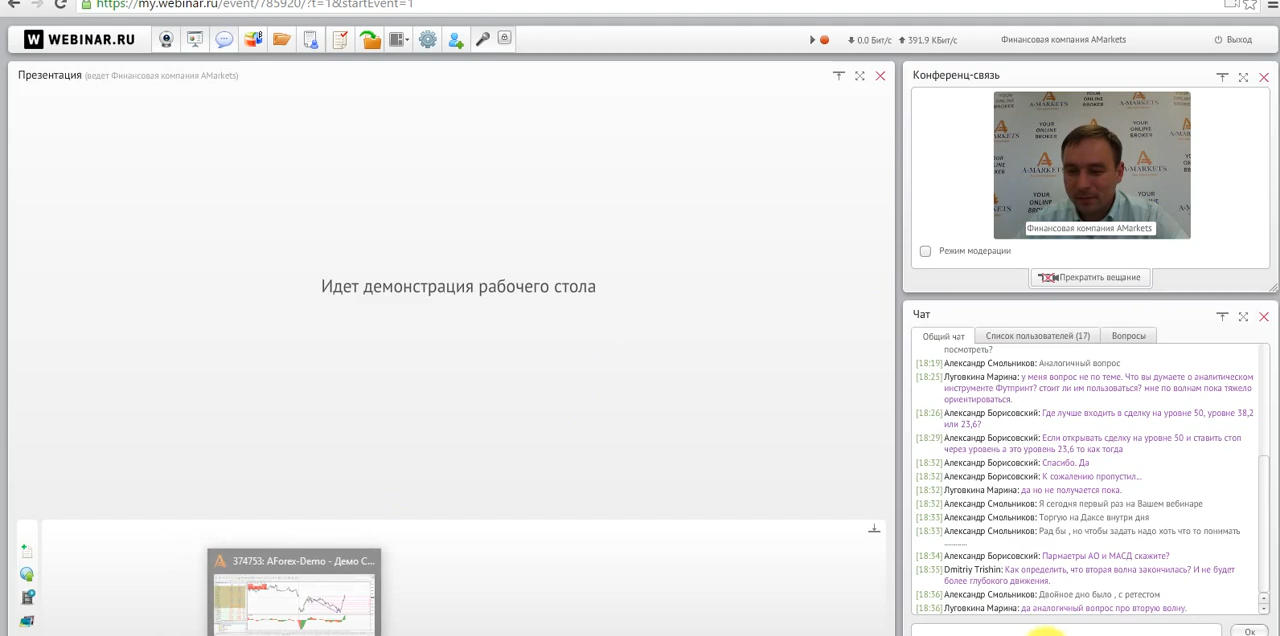 https://my.webinar.ru/event/785920/?t=1&startEvent=1
W WEBINAR.RU
0.0 Бит/с 391.9 КБит/с
Финансовая компания AMarkets
Выход
Презентация (ведет Финансовая компания AMarkets)
Идет демонстрация рабочего стола
374753: AForex-Demo - Демо С...
Конференц-связь
YOUR ONLINE BROKER
A-MARKETS
Финансовая компания AMarkets
Режим модерации
Прекратить вещание
Чат
Общий чат
Список пользователей (17)
Вопросы
посмотреть?
[18:19] Александр Смольников: Аналогичный вопрос
[18:25] Луговкина Марина: у меня вопрос не по теме. Что вы думаете о аналитическом
инструменте Футпринт? стоит ли им пользоваться? мне по волнам пока тяжело
ориентироваться.
[18:26] Александр Борисовский: Где лучше входить в сделку на уровне 50, уровне 38,2
или 23,6?
[18:29] Александр Борисовский: Если открывать сделку на уровне 50 и ставить стоп
через уровень а это уровень 23,6 то как тогда
[18:32] Александр Борисовский: Спасибо. Да
[18:32] Александр Борисовский: К сожалению пропустил...
[18:32] Луговкина Марина: да но не получается пока.
[18:32] Александр Смольников: Я сегодня первый раз на Вашем вебинаре
[18:33] Александр Смольников: Торгую на Даксе внутри дня
[18:33] Александр Смольников: Рад бы , но чтобы задать надо хоть что то понимать
............
[18:34] Александр Борисовский: Пармаетры АО и МАСД скажите?
[18:35] Dmitriy Trishin: Как определить, что вторая волна закончилась? И не будет
более глубокого движения.
[18:36] Александр Смольников: Двойное дно было , с ретестом
[18:36] Луговкина Марина: да аналогичный вопрос про вторую волну.
Ок